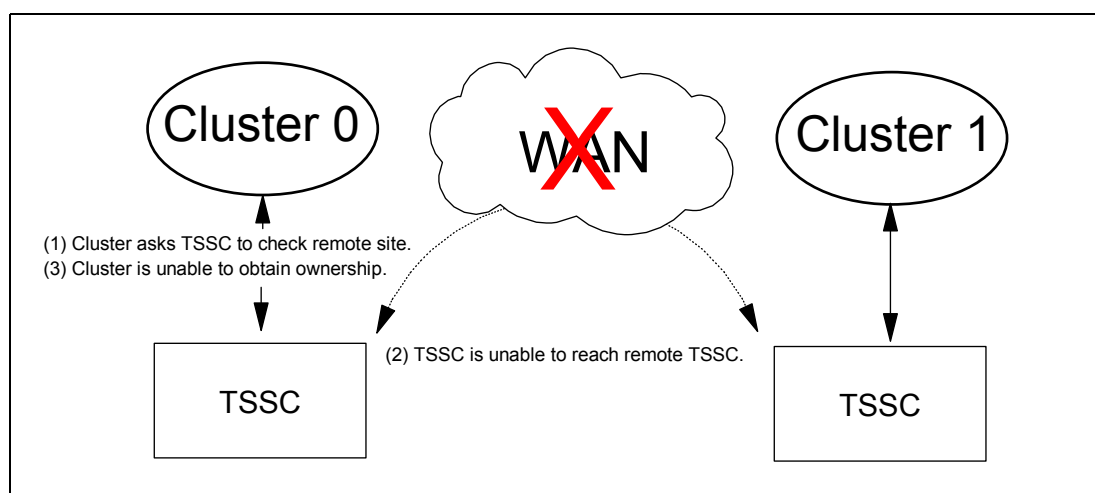 Cluster 0
WAN
Cluster 1
(1) Cluster asks TSSC to check remote site.
(3) Cluster is unable to obtain ownership.
(2) TSSC is unable to reach remote TSSC.
TSSC
TSSC